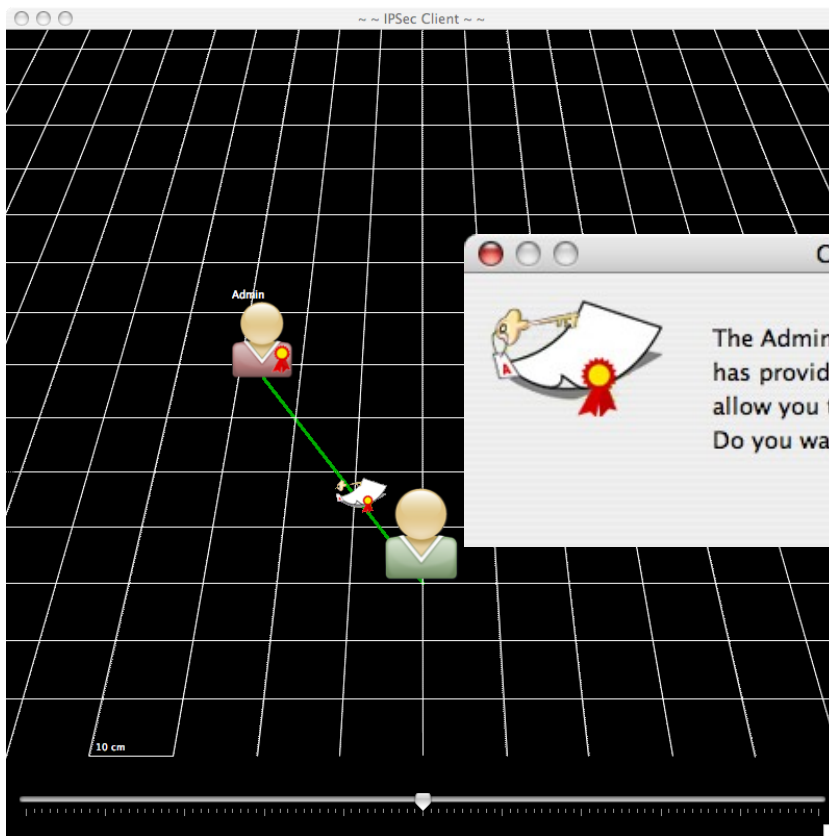 ~ ~ IPSec Client ~ ~
Admin
The Admin
has provid
allow you
Do you wa
A
10 cm